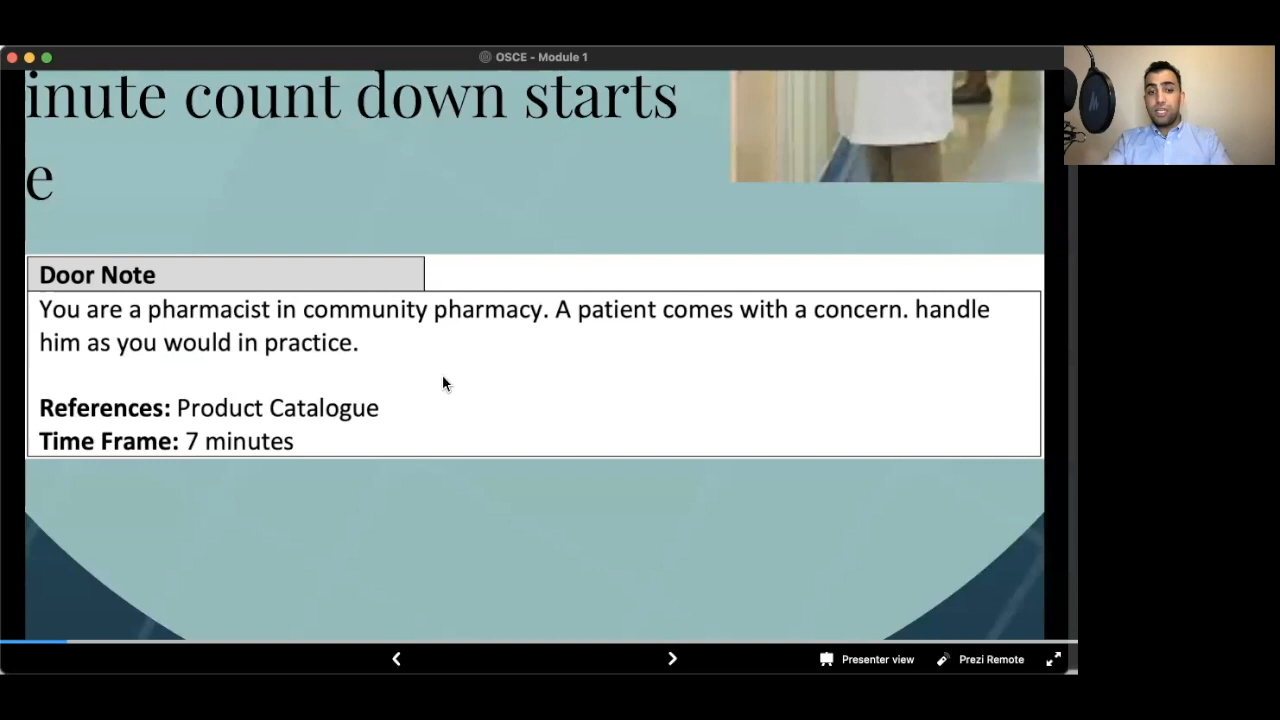 OSCE - Module 1
inute count down starts
e
Door Note
You are a pharmacist in community pharmacy. A patient comes with a concern. handle
him as you would in practice.
References: Product Catalogue
Time Frame: 7 minutes
Presenter view
Prezi Remote